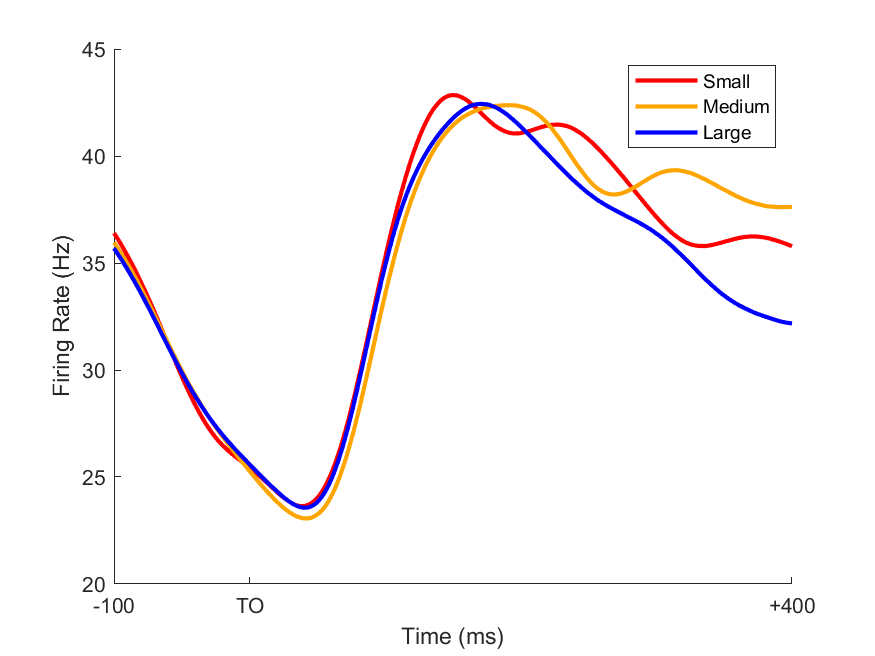 45
40
35
30
25
20
Firing Rate (Hz)
Small
Medium
Large
-100 TO +400
Time (ms)